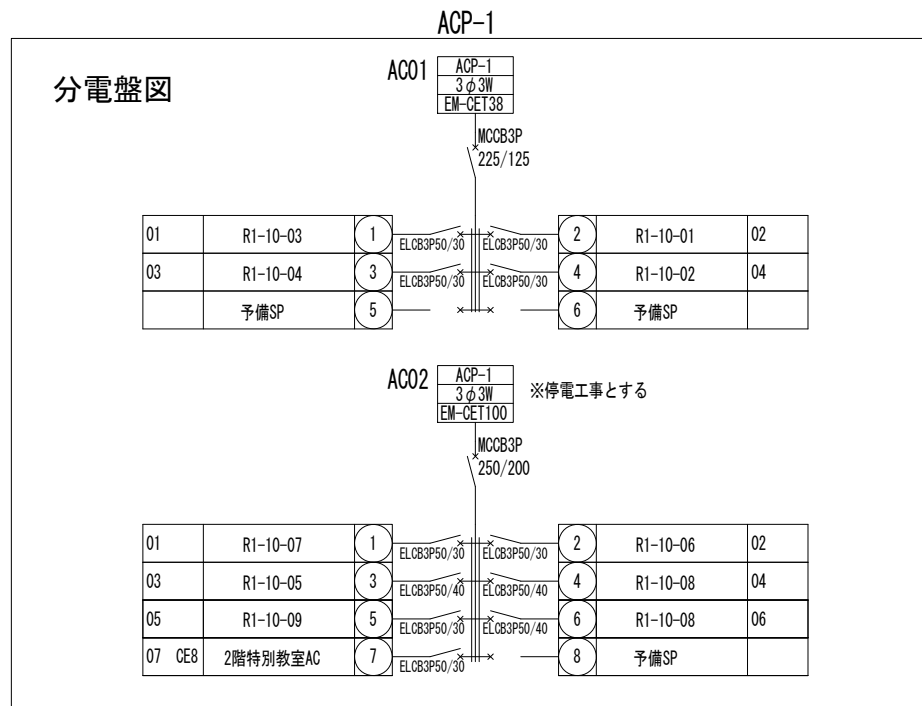 ACP-1
分電盤図
AC01
ACP-1
3φ3W
EM-CET38
MCCB3P
225/125
01 R1-10-03 1 ELCB3P50/30 ELCB3P50/30 2 R1-10-01 02
03 R1-10-04 3 ELCB3P50/30 ELCB3P50/30 4 R1-10-02 04
予備SP 5 6 予備SP
AC02
ACP-1
3φ3W
EM-CET100
※停電工事とする
MCCB3P
250/200
01 R1-10-07 1 ELCB3P50/30 ELCB3P50/30 2 R1-10-06 02
03 R1-10-05 3 ELCB3P50/40 ELCB3P50/40 4 R1-10-08 04
05 R1-10-09 5 ELCB3P50/30 ELCB3P50/40 6 R1-10-08 06
07 CE8 2階特別教室AC 7 ELCB3P50/30 8 予備SP